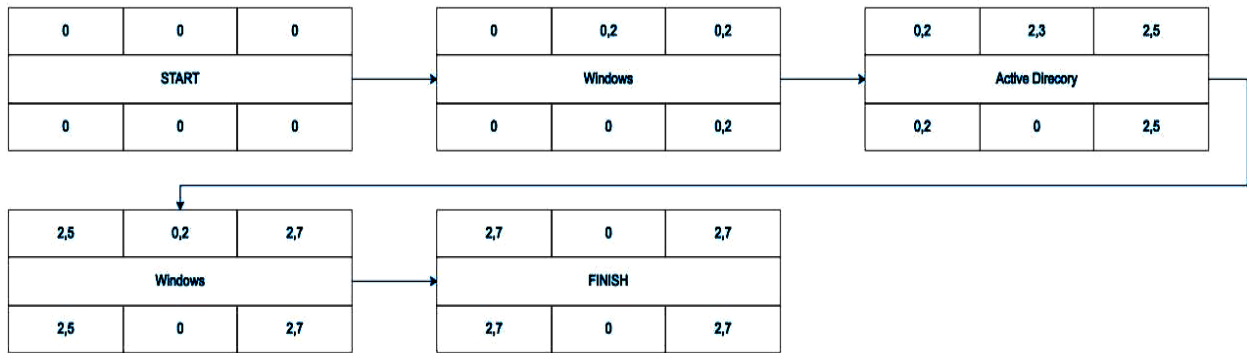 0 0 0
START
0 0 0
0 0,2 0,2
Windows
0 0 0,2
0,2 2,3 2,5
Active Direcory
0,2 0 2,5
2,5 0,2 2,7
Windows
2,5 0 2,7
2,7 0 2,7
FINISH
2,7 0 2,7